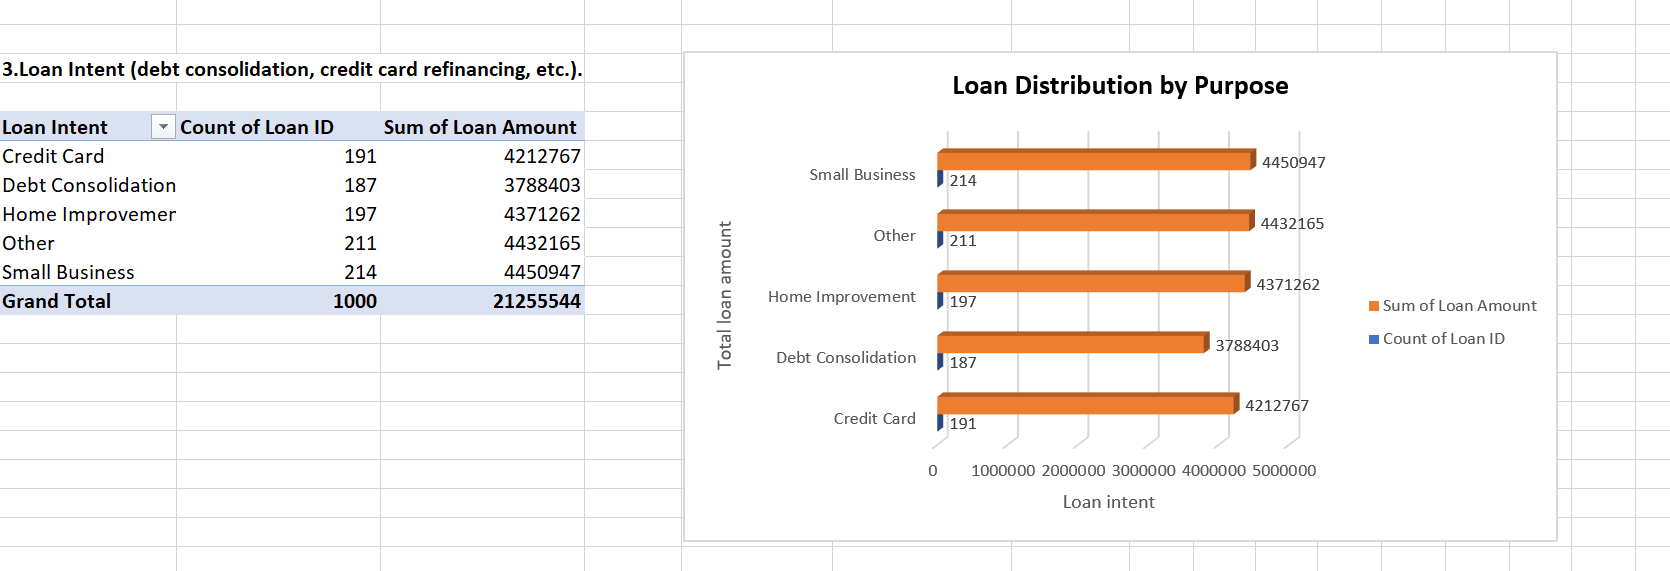 3.Loan Intent (debt consolidation, credit card refinancing, etc.).
Loan Intent Count of Loan ID Sum of Loan Amount
Credit Card 191 4212767
Debt Consolidation 187 3788403
Home Improvemer 197 4371262
Other 211 4432165
Small Business 214 4450947
Grand Total 1000 21255544
Loan Distribution by Purpose
Total loan amount
Small Business 4450947
214
Other 4432165
211
Home Improvement 4371262
197
Debt Consolidation 3788403
187
Credit Card 4212767
191
0 1000000 2000000 3000000 4000000 5000000
Loan intent
Sum of Loan Amount
Count of Loan ID